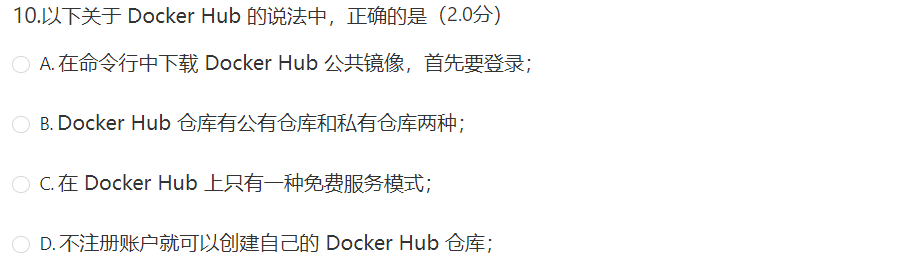 10.以下关于 Docker Hub 的说法中，正确的是（2.0分）
A. 在命令行中下载 Docker Hub 公共镜像，首先要登录；
B. Docker Hub 仓库有公有仓库和私有仓库两种；
C. 在 Docker Hub 上只有一种免费服务模式；
D. 不注册账户就可以创建自己的 Docker Hub 仓库；